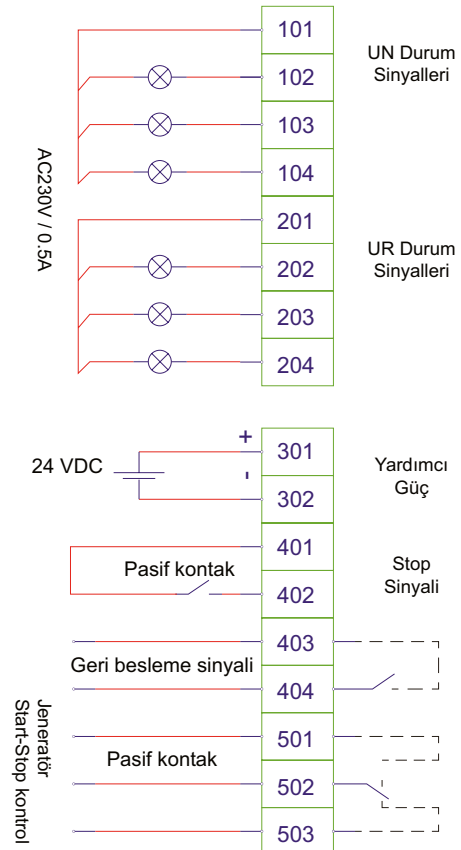 101
UN Durum
Sinyalleri
102
103
104
AC230V / 0.5A
201
UR Durum
Sinyalleri
202
203
204
24 VDC
+
-
301
302
Yardımcı
Güç
401
Pasif kontak
402
Stop
Sinyali
403
Geri besleme sinyali
404
Jeneratör
Start-Stop kontrol
501
Pasif kontak
502
503